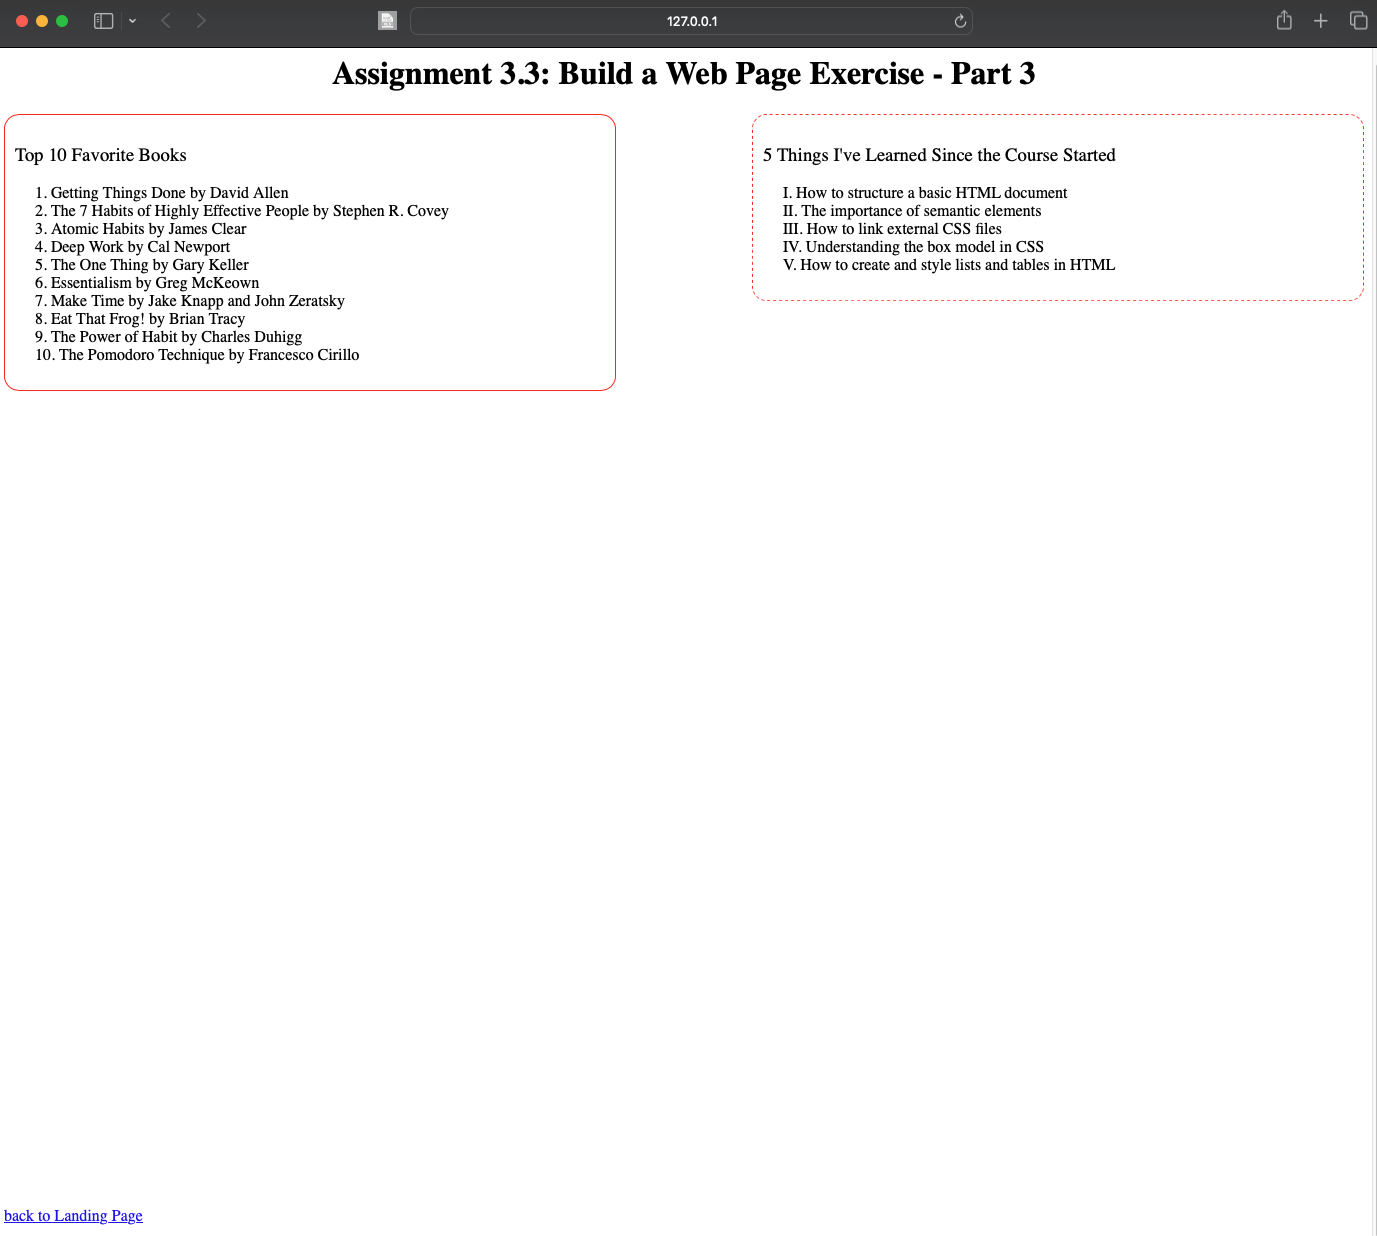 127.0.0.1
Assignment 3.3: Build a Web Page Exercise - Part 3
Top 10 Favorite Books
1. Getting Things Done by David Allen
2. The 7 Habits of Highly Effective People by Stephen R. Covey
3. Atomic Habits by James Clear
4. Deep Work by Cal Newport
5. The One Thing by Gary Keller
6. Essentialism by Greg McKeown
7. Make Time by Jake Knapp and John Zeratsky
8. Eat That Frog! by Brian Tracy
9. The Power of Habit by Charles Duhigg
10. The Pomodoro Technique by Francesco Cirillo
5 Things I've Learned Since the Course Started
I. How to structure a basic HTML document
II. The importance of semantic elements
III. How to link external CSS files
IV. Understanding the box model in CSS
V. How to create and style lists and tables in HTML
back to Landing Page